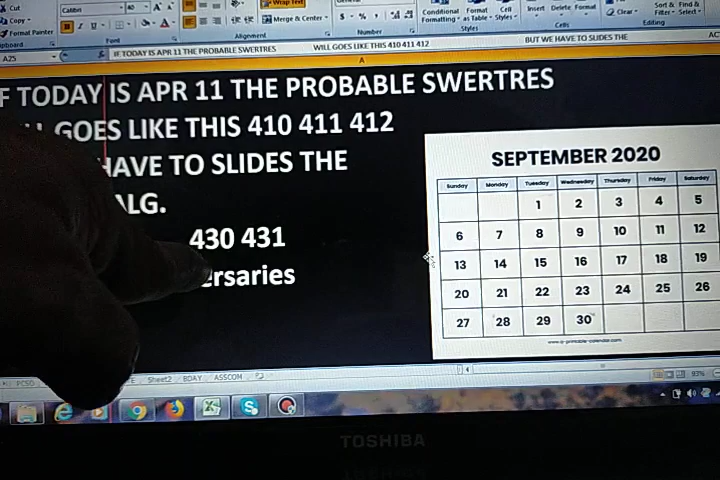 Cut
Copy
Format Painter
Calibri
Wrap Text
Merge & Center
Conditional Formatting
Format as Table
Cell Styles
Insert Delete Format
Clear
Sort & Filter
Find & Select
Font
Alignment
Number
Styles
Cells
Editing
A25
IF TODAY IS APR 11 THE PROBABLE SWERTRES WILL GOES LIKE THIS 410 411 412 BUT WE HAVE TO SLIDES THE
A
F TODAY IS APR 11 THE PROBABLE SWERTRES
GOES LIKE THIS 410 411 412
HAVE TO SLIDES THE
ALG.
430 431
ersaries
SEPTEMBER 2020
Sunday Monday Tuesday Wednesday Thursday Friday Saturday
1 2 3 4 5
6 7 8 9 10 11 12
13 14 15 16 17 18 19
20 21 22 23 24 25 26
27 28 29 30
PCSO Sheet2 BDAY ASSCOM
93%
TOSHIBA